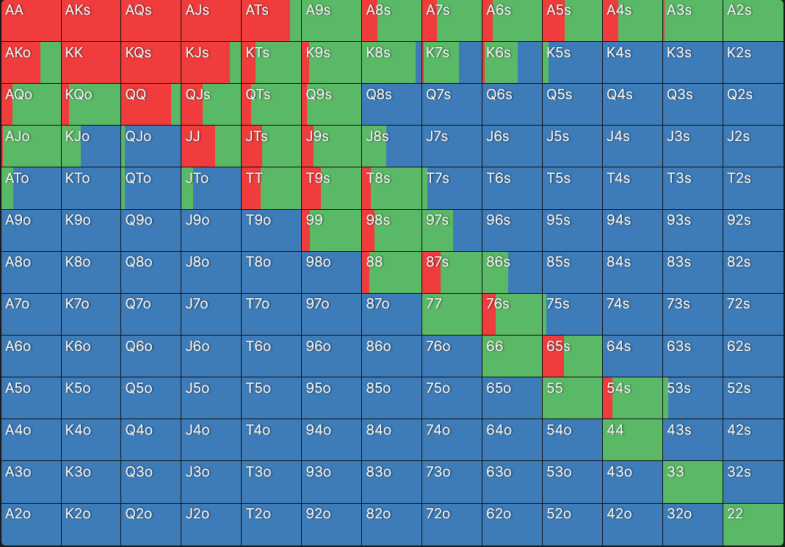 AA AKs AQs AJs ATs A9s A8s A7s A6s A5s A4s A3s A2s
AKo KK KQs KJs KTs K9s K8s K7s K6s K5s K4s K3s K2s
AQo KQo QQ QJs QTs Q9s Q8s Q7s Q6s Q5s Q4s Q3s Q2s
AJo KJo QJo JJ JTs J9s J8s J7s J6s J5s J4s J3s J2s
ATo KTo QTo JTo TT T9s T8s T7s T6s T5s T4s T3s T2s
A9o K9o Q9o J9o T9o 99 98s 97s 96s 95s 94s 93s 92s
A8o K8o Q8o J8o T8o 98o 88 87s 86s 85s 84s 83s 82s
A7o K7o Q7o J7o T7o 97o 87o 77 76s 75s 74s 73s 72s
A6o K6o Q6o J6o T6o 96o 86o 76o 66 65s 64s 63s 62s
A5o K5o Q5o J5o T5o 95o 85o 75o 65o 55 54s 53s 52s
A4o K4o Q4o J4o T4o 94o 84o 74o 64o 54o 44 43s 42s
A3o K3o Q3o J3o T3o 93o 83o 73o 63o 53o 43o 33 32s
A2o K2o Q2o J2o T2o 92o 82o 72o 62o 52o 42o 32o 22